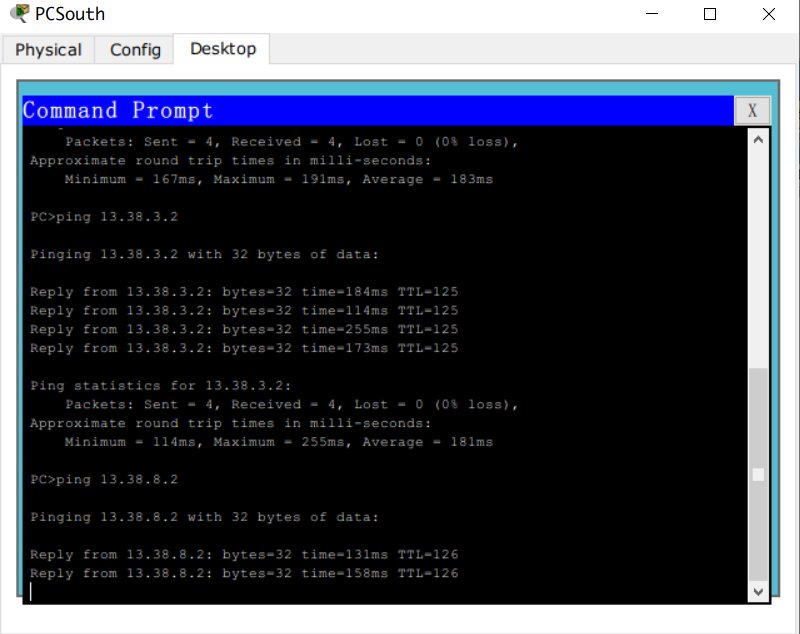 PCSouth
Physical Config Desktop
Command Prompt X
    Packets: Sent = 4, Received = 4, Lost = 0 (0% loss),
Approximate round trip times in milli-seconds:
    Minimum = 167ms, Maximum = 191ms, Average = 183ms
PC>ping 13.38.3.2
Pinging 13.38.3.2 with 32 bytes of data:
Reply from 13.38.3.2: bytes=32 time=184ms TTL=125
Reply from 13.38.3.2: bytes=32 time=114ms TTL=125
Reply from 13.38.3.2: bytes=32 time=255ms TTL=125
Reply from 13.38.3.2: bytes=32 time=173ms TTL=125
Ping statistics for 13.38.3.2:
    Packets: Sent = 4, Received = 4, Lost = 0 (0% loss),
Approximate round trip times in milli-seconds:
    Minimum = 114ms, Maximum = 255ms, Average = 181ms
PC>ping 13.38.8.2
Pinging 13.38.8.2 with 32 bytes of data:
Reply from 13.38.8.2: bytes=32 time=131ms TTL=126
Reply from 13.38.8.2: bytes=32 time=158ms TTL=126